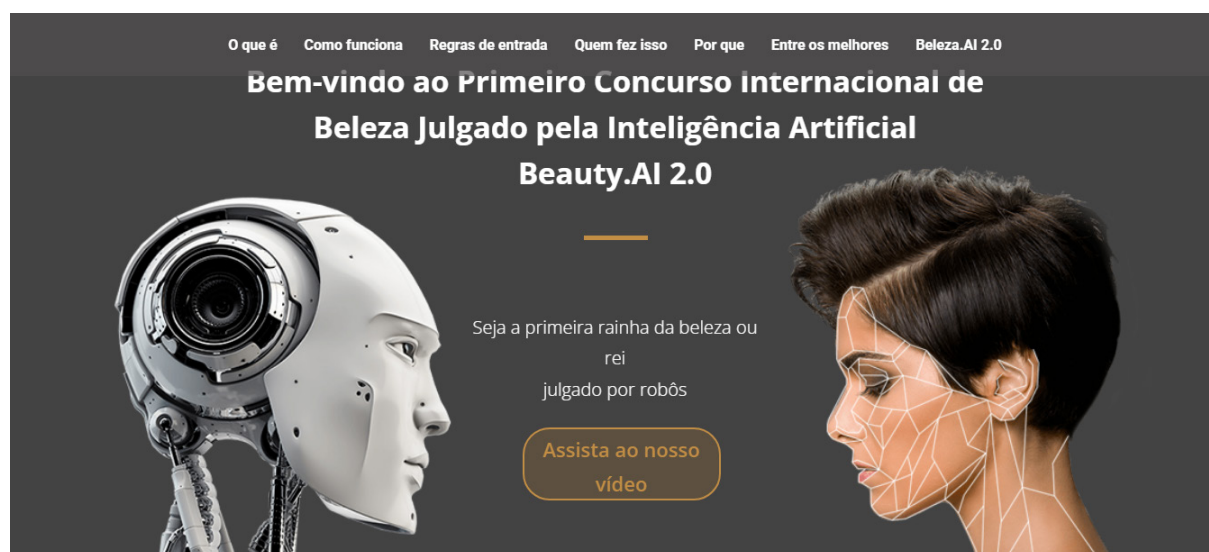 O que é Como funciona Regras de entrada Quem fez isso Por que Entre os melhores Beleza.AI 2.0
Bem-vindo ao Primeiro Concurso Internacional de
Beleza Julgado pela Inteligência Artificial
Beauty.AI 2.0
Seja a primeira rainha da beleza ou
rei
julgado por robôs
Assista ao nosso
vídeo